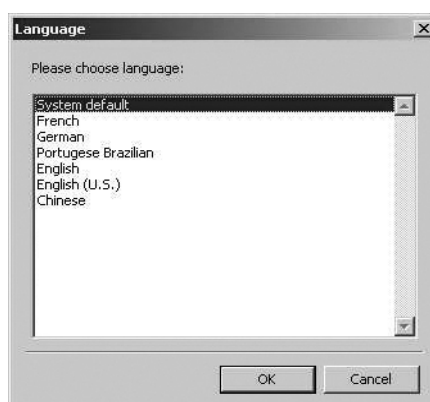 Language
Please choose language:
System default
French
German
Portugese Brazilian
English
English (U.S.)
Chinese
OK
Cancel